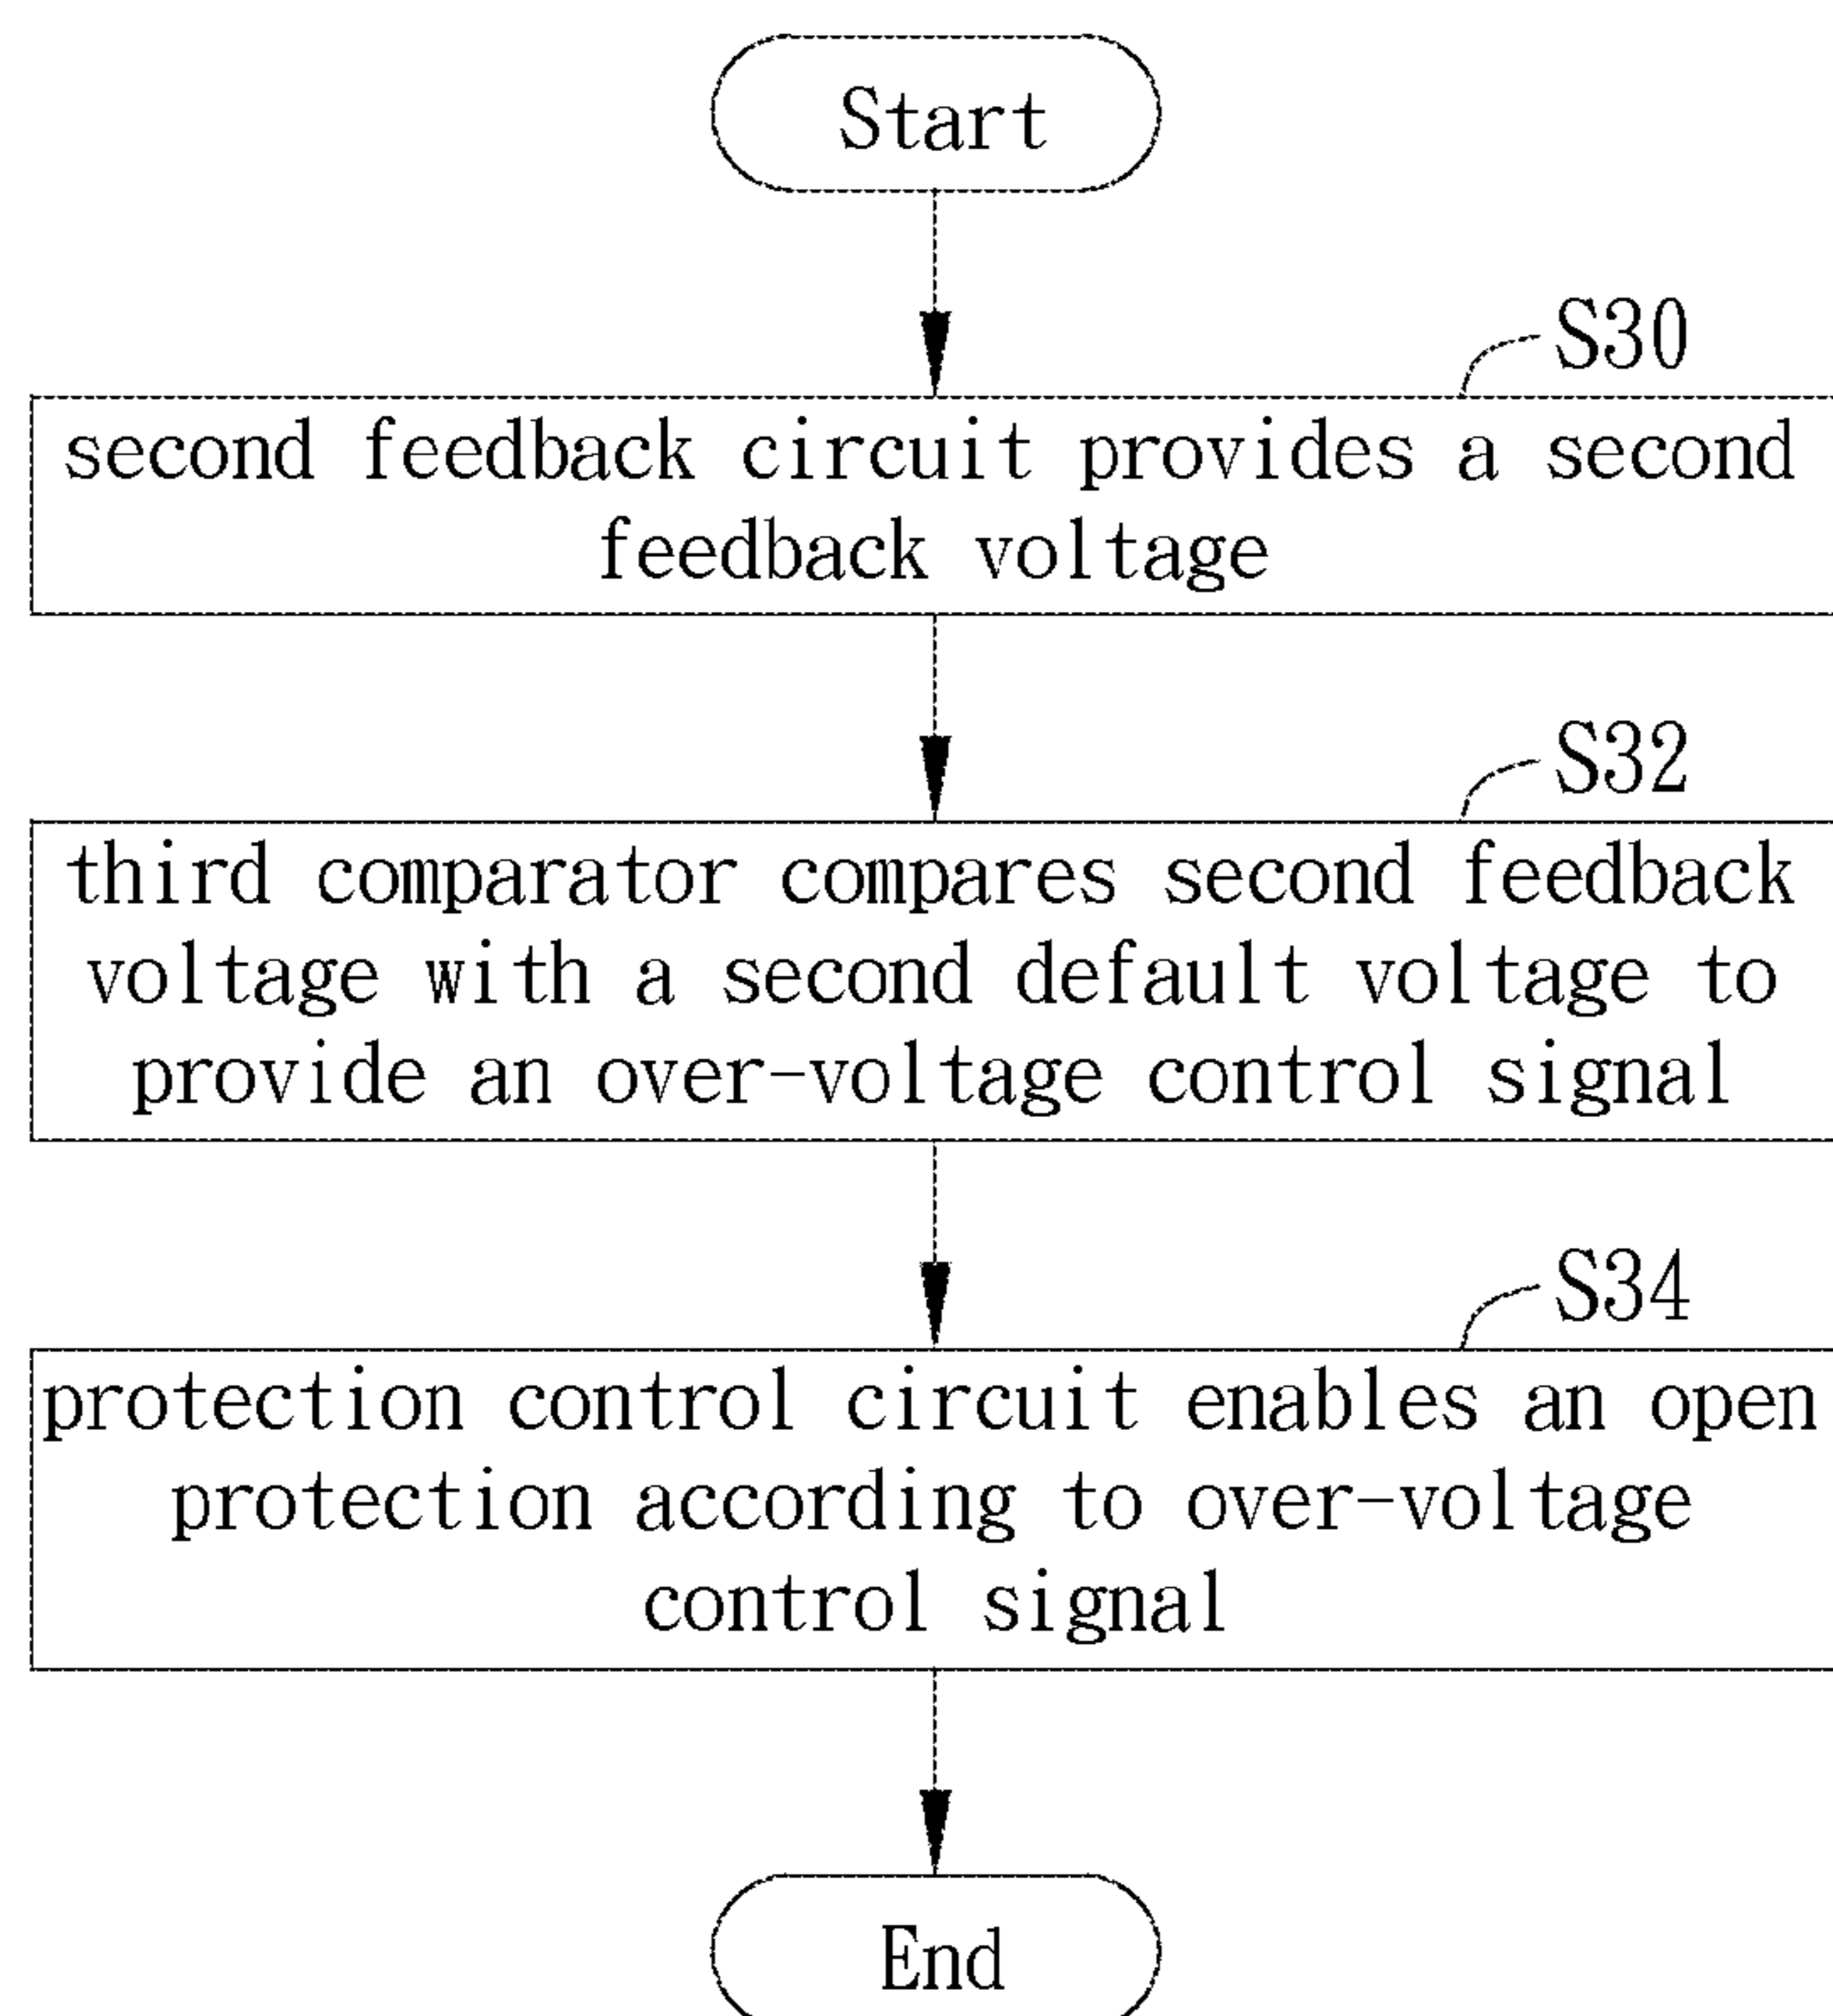 Start
S30
second feedback circuit provides a second
feedback voltage
S32
third comparator compares second feedback
voltage with a second default voltage to
provide an over-voltage control signal
S34
protection control circuit enables an open
protection according to over-voltage
control signal
End